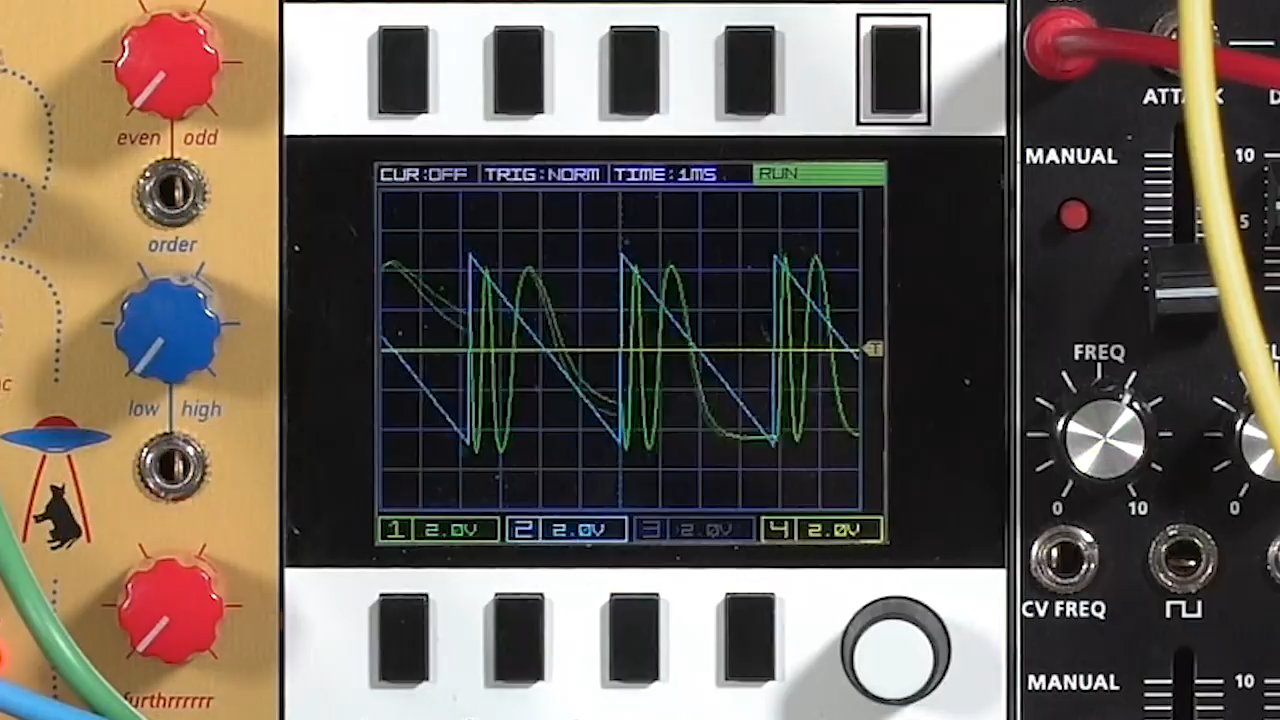 even odd
order
low high
furthrrrrrr
CUR:OFF TRIG:NORM TIME:1MS RUN
T
1 2.0V 2 2.0V 3 2.0V 4 2.0V
MANUAL
10
5
FREQ
0 10 0
CV FREQ
MANUAL
10